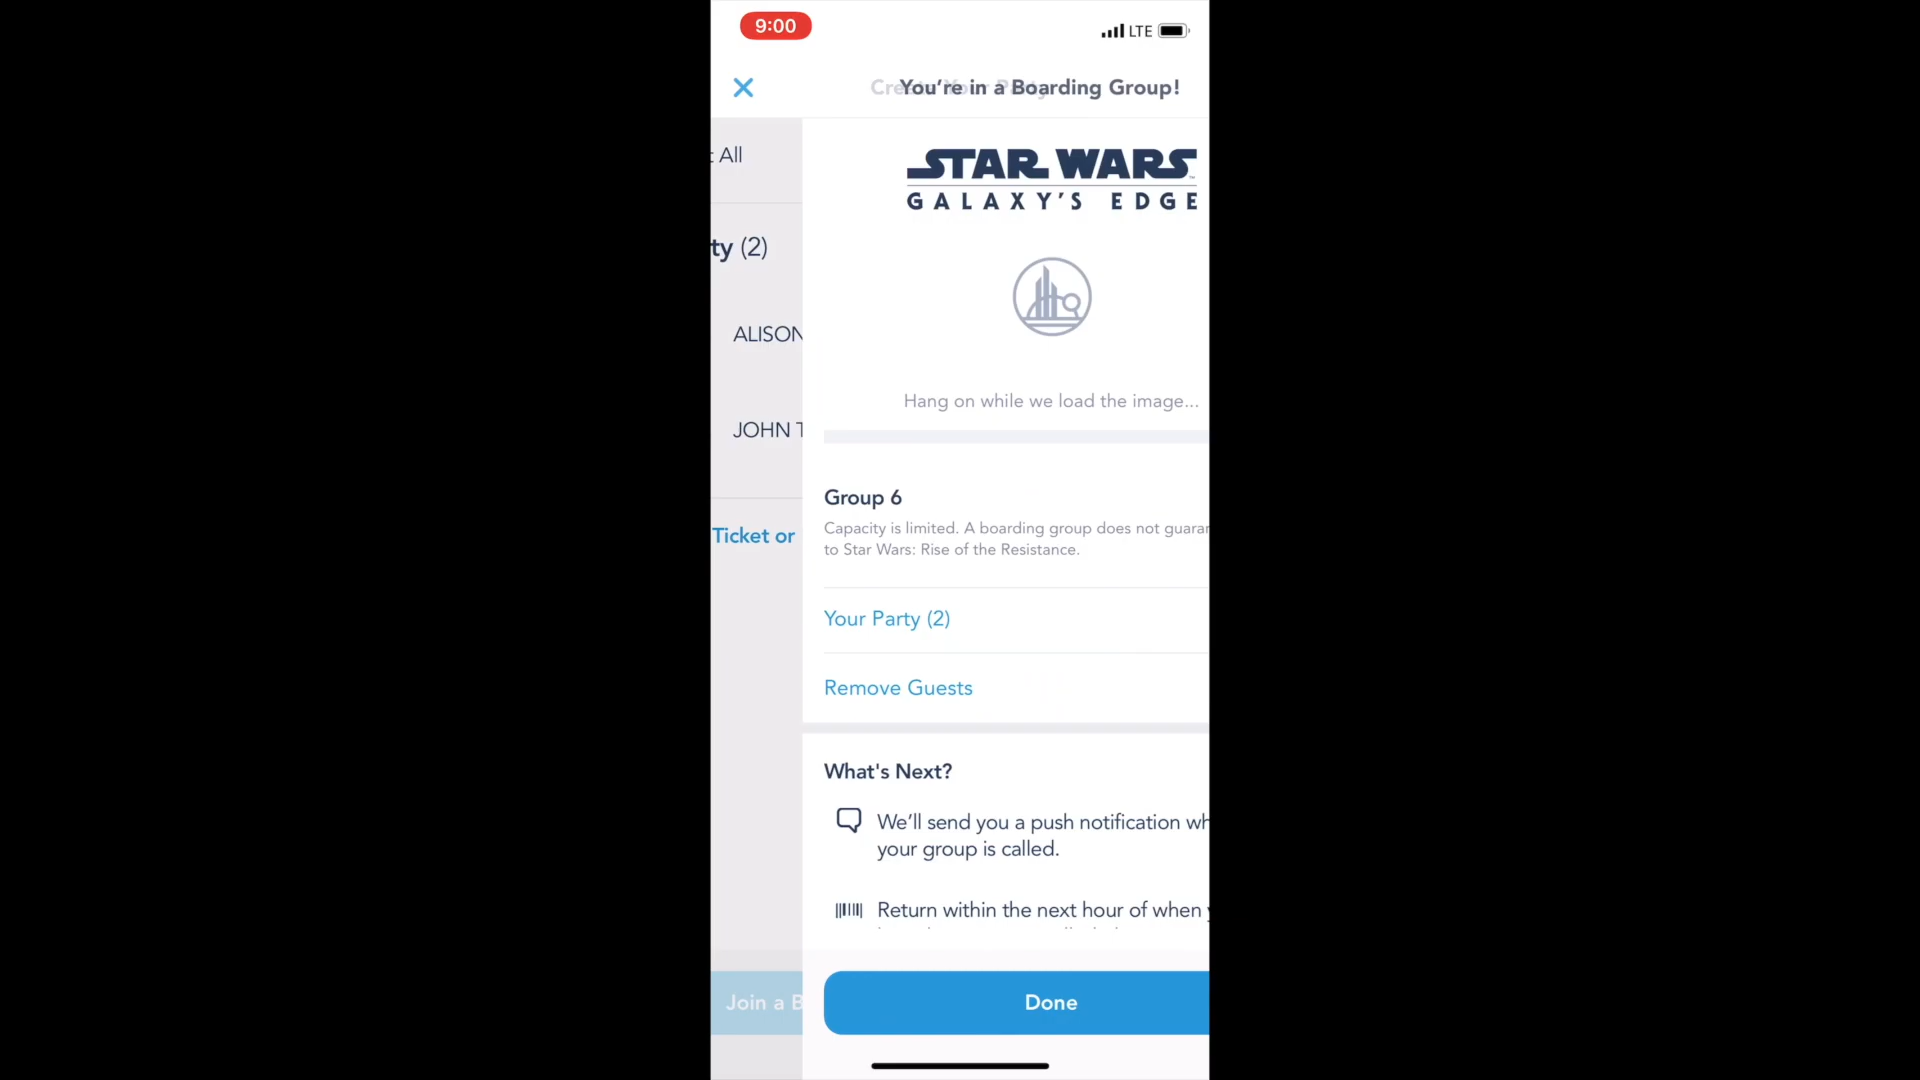 9:00
LTE
You're in a Boarding Group!
All
ty (2)
ALISON
JOHN T
Ticket or
Join a B
STAR WARS
GALAXY'S EDGE
Hang on while we load the image...
Group 6
Capacity is limited. A boarding group does not guarar
to Star Wars: Rise of the Resistance.
Your Party (2)
Remove Guests
What's Next?
We'll send you a push notification wh
your group is called.
Return within the next hour of when y
Done